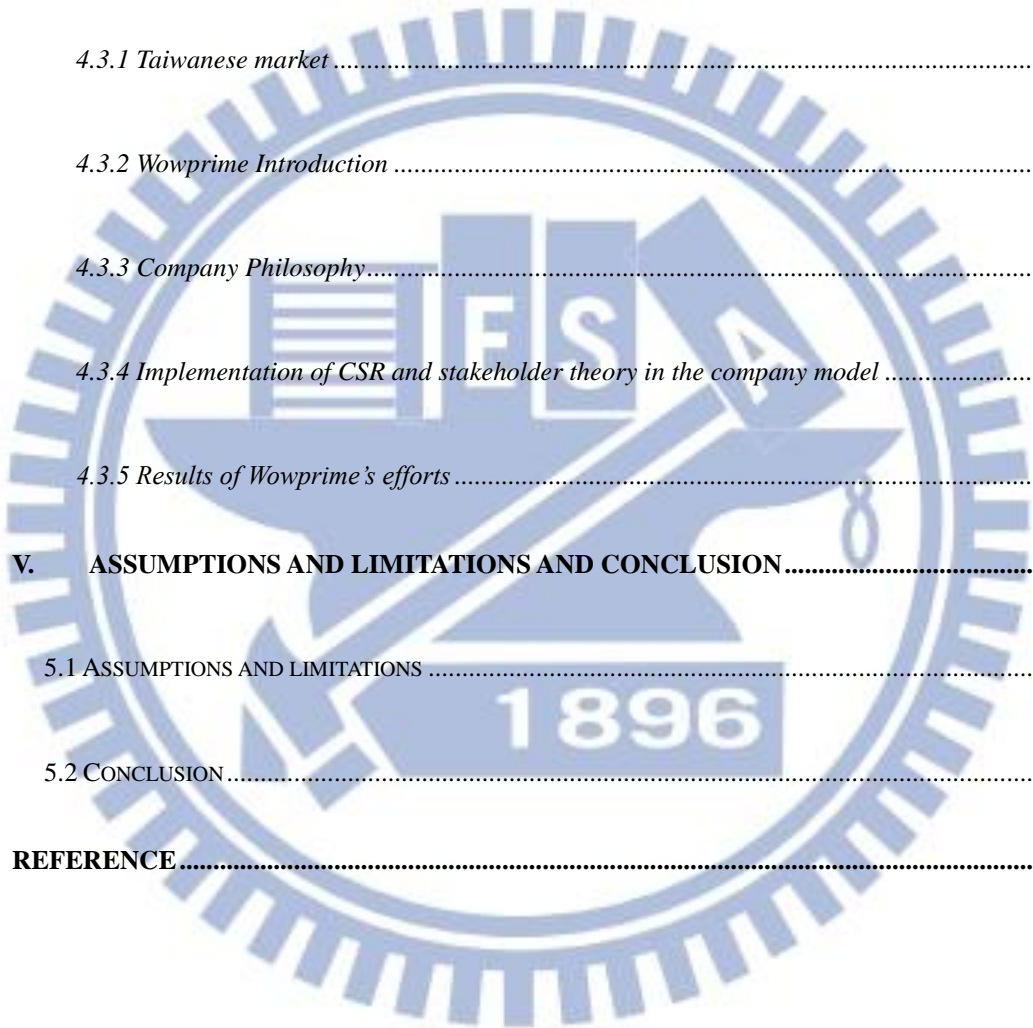 4.3.1 Taiwanese market ................................................................
4.3.2 Wowprime Introduction ................................................................
4.3.3 Company Philosophy ................................................................
E S A
4.3.4 Implementation of CSR and stakeholder theory in the company model ......................
4.3.5 Results of Wowprime's efforts ................................................................
V. ASSUMPTIONS AND LIMITATIONS AND CONCLUSION ...................................
5.1 ASSUMPTIONS AND LIMITATIONS ................................................................
1896
5.2 CONCLUSION ................................................................
REFERENCE ................................................................